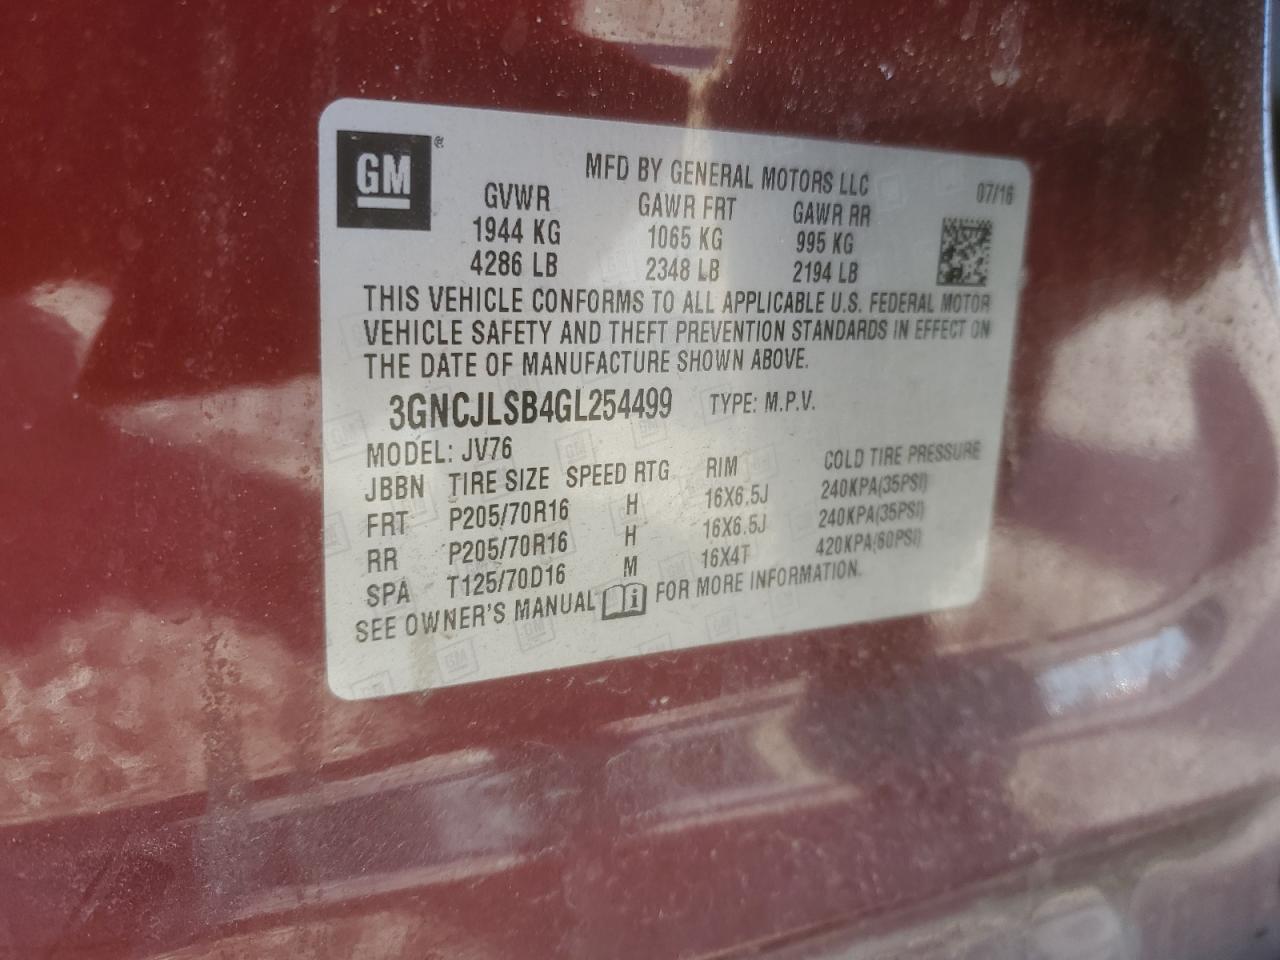 GM ®
MFD BY GENERAL MOTORS LLC
07/16
GVWR GAWR FRT GAWR RR
1944 KG 1065 KG 995 KG
4286 LB 2348 LB 2194 LB
THIS VEHICLE CONFORMS TO ALL APPLICABLE U.S. FEDERAL MOTOR
VEHICLE SAFETY AND THEFT PREVENTION STANDARDS IN EFFECT ON
THE DATE OF MANUFACTURE SHOWN ABOVE.
3GNCJLSB4GL254499 TYPE: M.P.V.
MODEL: JV76
JBBN TIRE SIZE SPEED RTG RIM COLD TIRE PRESSURE
FRT P205/70R16 H 16X6.5J 240KPA(35PSI)
RR P205/70R16 H 16X6.5J 240KPA(35PSI)
SPA T125/70D16 M 16X4T 420KPA(60PSI)
SEE OWNER'S MANUAL i FOR MORE INFORMATION.